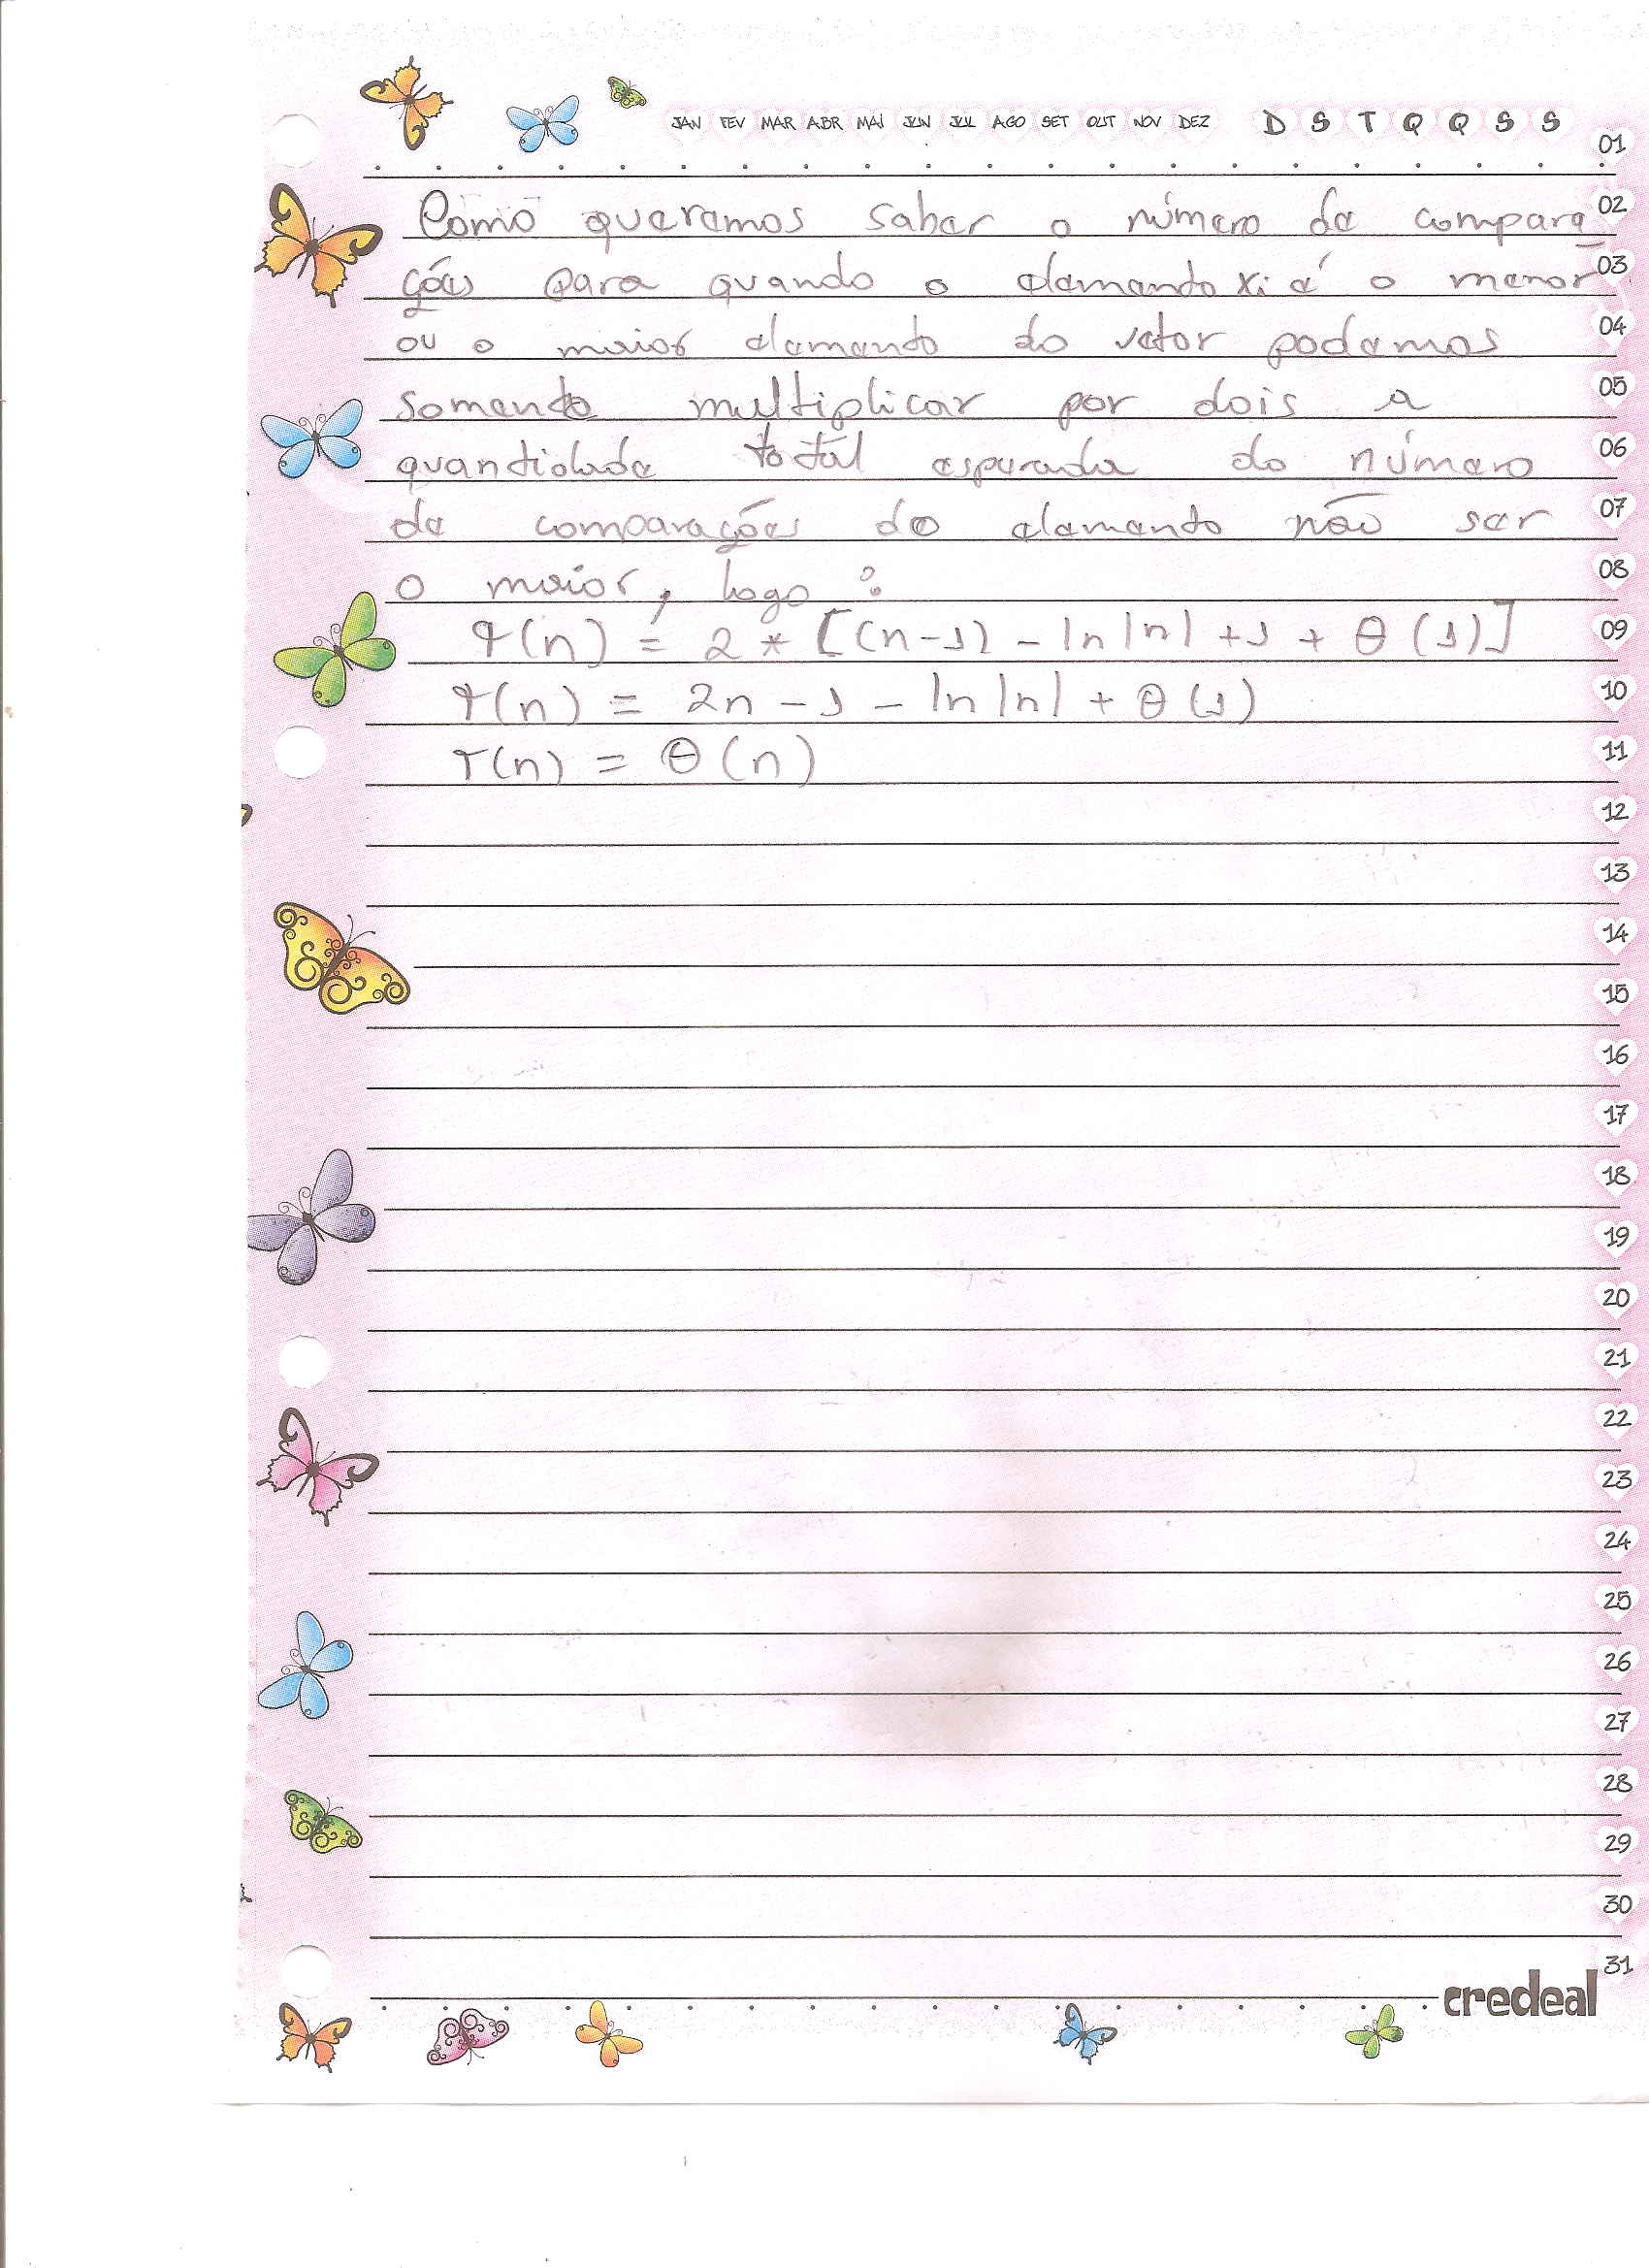 JAN FEV MAR ABR MAI JUN JUL AGO SET OUT NOV DEZ D S T Q Q S S
01
Como queremos saber o número de compara 02
ções para quando o elemento xi é o menor 03
ou o maior elemento do vetor podemos 04
somente multiplicar por dois a 05
quantidade total esperada do número 06
de comparações do elemento não ser 07
o maior, logo : 08
T(n) = 2 * [(n-1) - ln|n| + 1 + θ(1)] 09
T(n) = 2n - 1 - ln|n| + θ(1) 10
T(n) = θ(n) 11
12
13
14
15
16
17
18
19
20
21
22
23
24
25
26
27
28
29
30
31
credeal